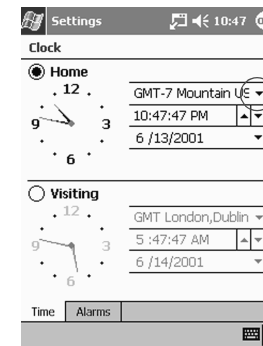 Settings 10:47
Clock
Home
12
9
3
6
GMT-7 Mountain US
10:47:47 PM
6 /13/2001
Visiting
12
9
3
6
GMT London,Dublin
5 :47:47 AM
6 /14/2001
Time Alarms